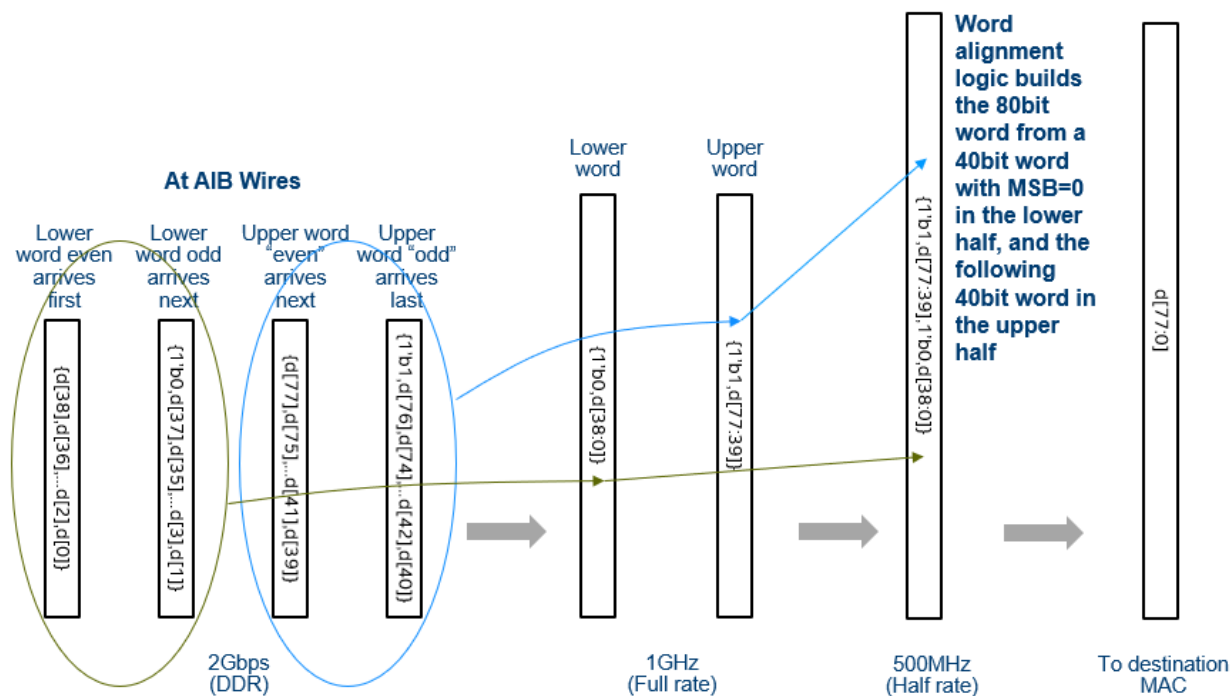 At AIB Wires
Lower
word even
arrives
first
Lower
word odd
arrives
next
Upper word
“even”
arrives
next
Upper
word “odd”
arrives
last
{d[38],d[36],...d[2],d[0]}
{1'b0,d[37],d[35],...d[3],d[1]}
{d[77],d[75],...d[41],d[39]}
{1'b1,d[76],d[74],...d[42],d[40]}
2Gbps
(DDR)
Lower
word
Upper
word
{1'b0,d[38:0]}
{1'b1,d[77:39]}
1GHz
(Full rate)
{1'b1,d[77:39],1'b0,d[38:0]}
500MHz
(Half rate)
Word
alignment
logic builds
the 80bit
word from a
40bit word
with MSB=0
in the lower
half, and the
following
40bit word in
the upper
half
d[77:0]
To destination
MAC